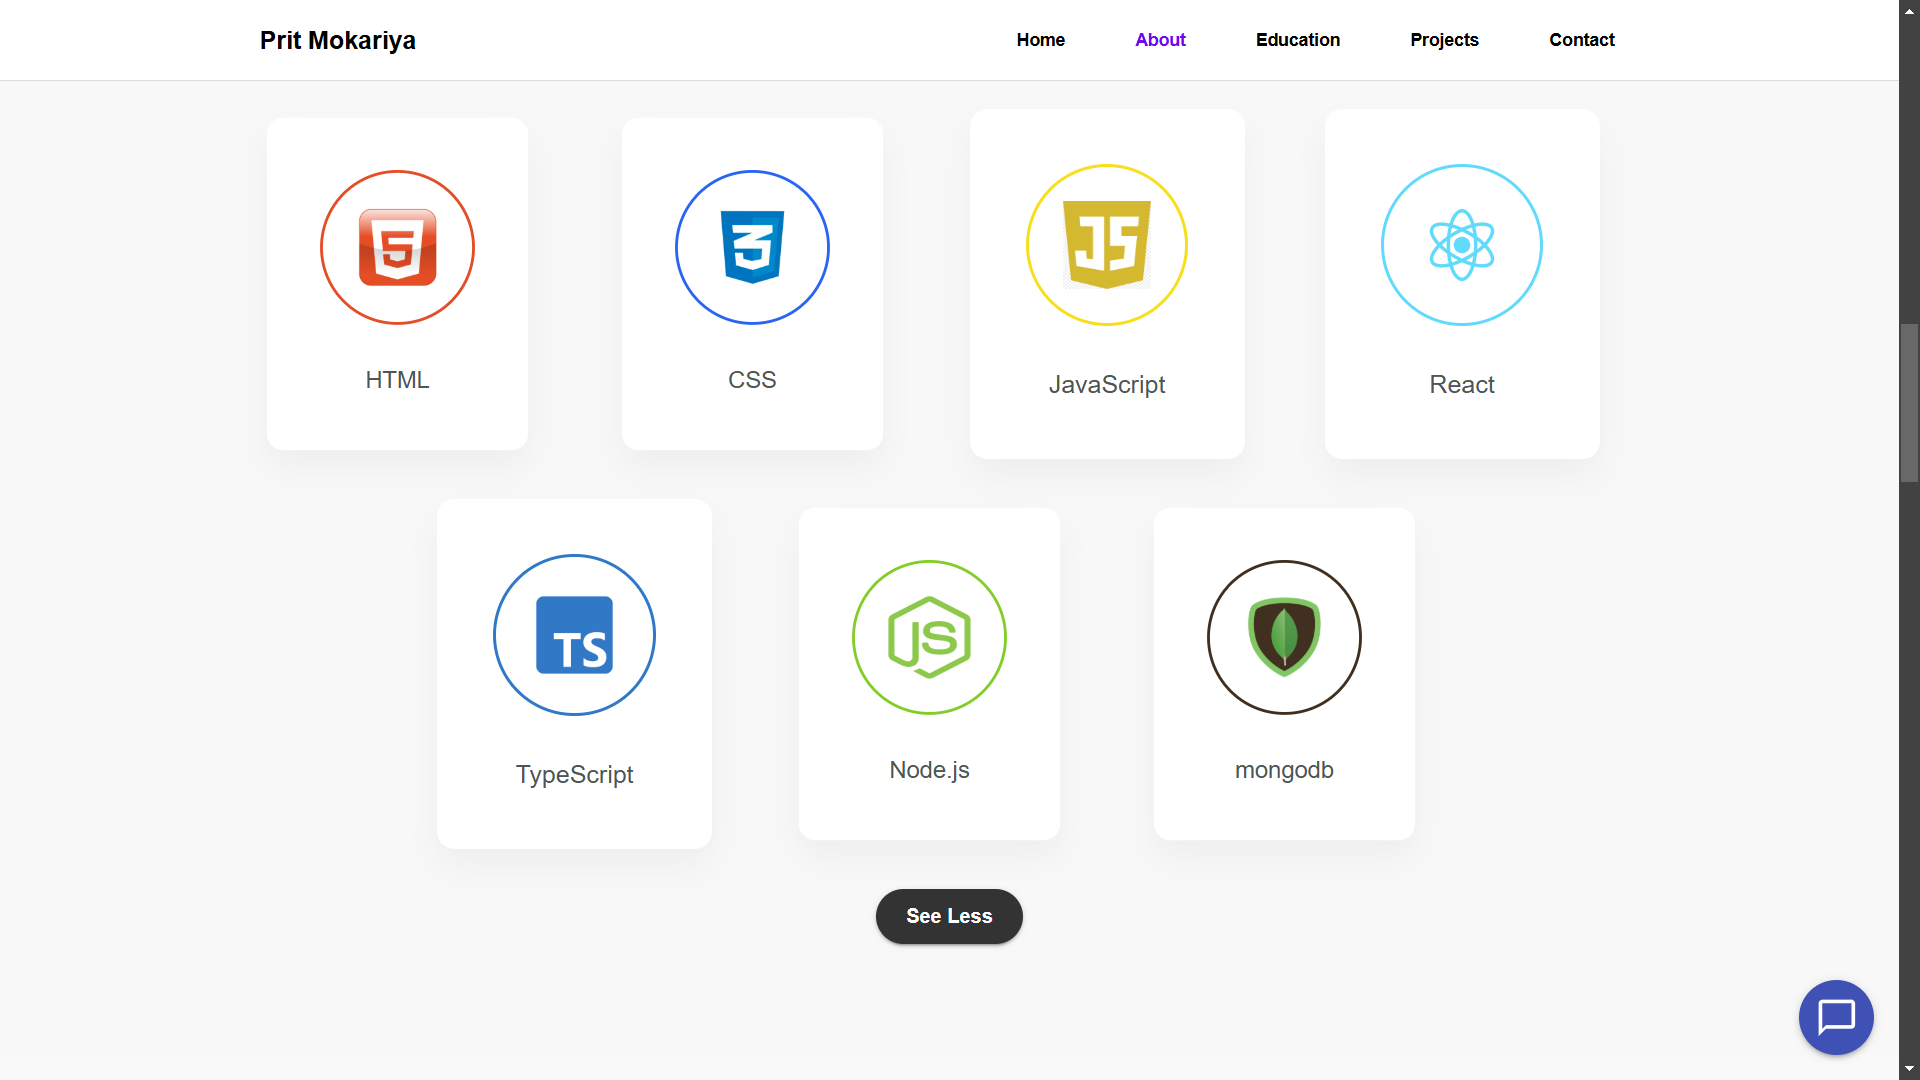 Prit Mokariya
Home
About
Education
Projects
Contact
5
3
JS
HTML
CSS
JavaScript
React
TS
JS
TypeScript
Node.js
mongodb
See Less